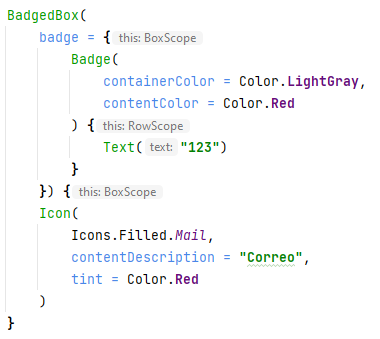 BadgedBox(
    badge = { this: BoxScope
        Badge(
            containerColor = Color.LightGray,
            contentColor = Color.Red
        ) { this: RowScope
            Text( text: "123")
        }
    }) { this: BoxScope
    Icon(
        Icons.Filled.Mail,
        contentDescription = "Correo",
        tint = Color.Red
    )
}